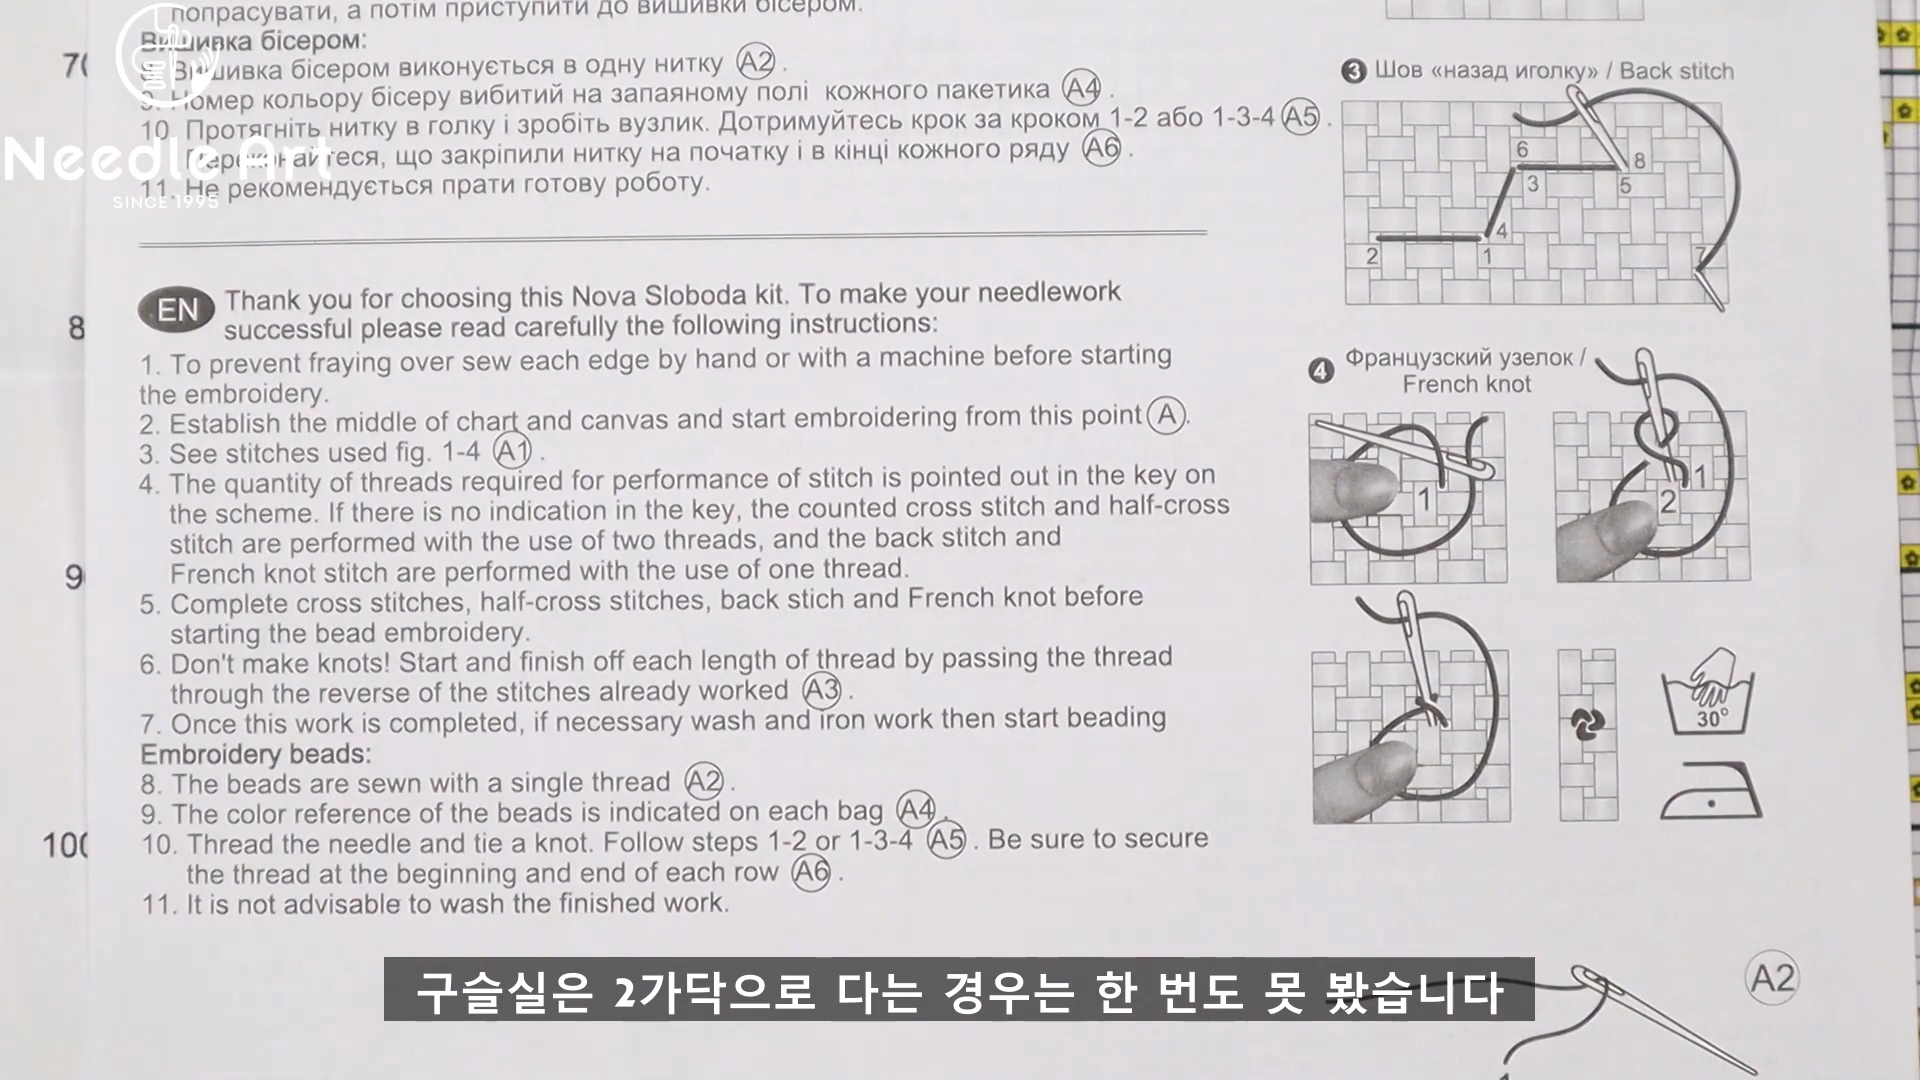 попрасувати, а потім приступити до вишивки бісером.
Вишивка бісером:
8. Вишивка бісером виконується в одну нитку A2 .
9. Номер кольору бісеру вибитий на запаяному полі кожного пакетика A4 .
10. Протягніть нитку в голку і зробіть вузлик. Дотримуйтесь крок за кроком 1-2 або 1-3-4 A5 .
Переконайтеся, що закріпили нитку на початку і в кінці кожного ряду A6 .
11. Не рекомендується прати готову роботу.
Needle Art
SINCE 1995
70
8
9
100
EN Thank you for choosing this Nova Sloboda kit. To make your needlework
successful please read carefully the following instructions:
1. To prevent fraying over sew each edge by hand or with a machine before starting
the embroidery.
2. Establish the middle of chart and canvas and start embroidering from this point A .
3. See stitches used fig. 1-4 A1 .
4. The quantity of threads required for performance of stitch is pointed out in the key on
the scheme. If there is no indication in the key, the counted cross stitch and half-cross
stitch are performed with the use of two threads, and the back stitch and
French knot stitch are performed with the use of one thread.
5. Complete cross stitches, half-cross stitches, back stich and French knot before
starting the bead embroidery.
6. Don't make knots! Start and finish off each length of thread by passing the thread
through the reverse of the stitches already worked A3 .
7. Once this work is completed, if necessary wash and iron work then start beading
Embroidery beads:
8. The beads are sewn with a single thread A2 .
9. The color reference of the beads is indicated on each bag A4 .
10. Thread the needle and tie a knot. Follow steps 1-2 or 1-3-4 A5 . Be sure to secure
the thread at the beginning and end of each row A6 .
11. It is not advisable to wash the finished work.
3 Шов «назад иголку» / Back stitch
6 8
3 5
4
2 1 7
4 Французский узелок /
French knot
1
1
2
30°
A2
구슬실은 2가닥으로 다는 경우는 한 번도 못 봤습니다